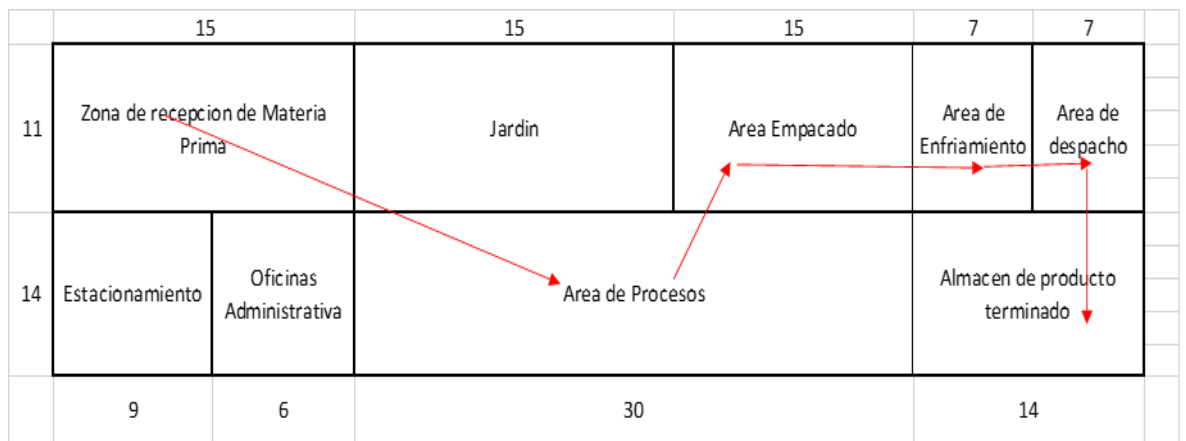 15 15 15 7 7
11
Zona de recepcion de Materia
Prima
Jardin
Area Empacado
Area de
Enfriamiento
Area de
despacho
14
Estacionamiento
Oficinas
Administrativa
Area de Procesos
Almacen de producto
terminado
9 6 30 14